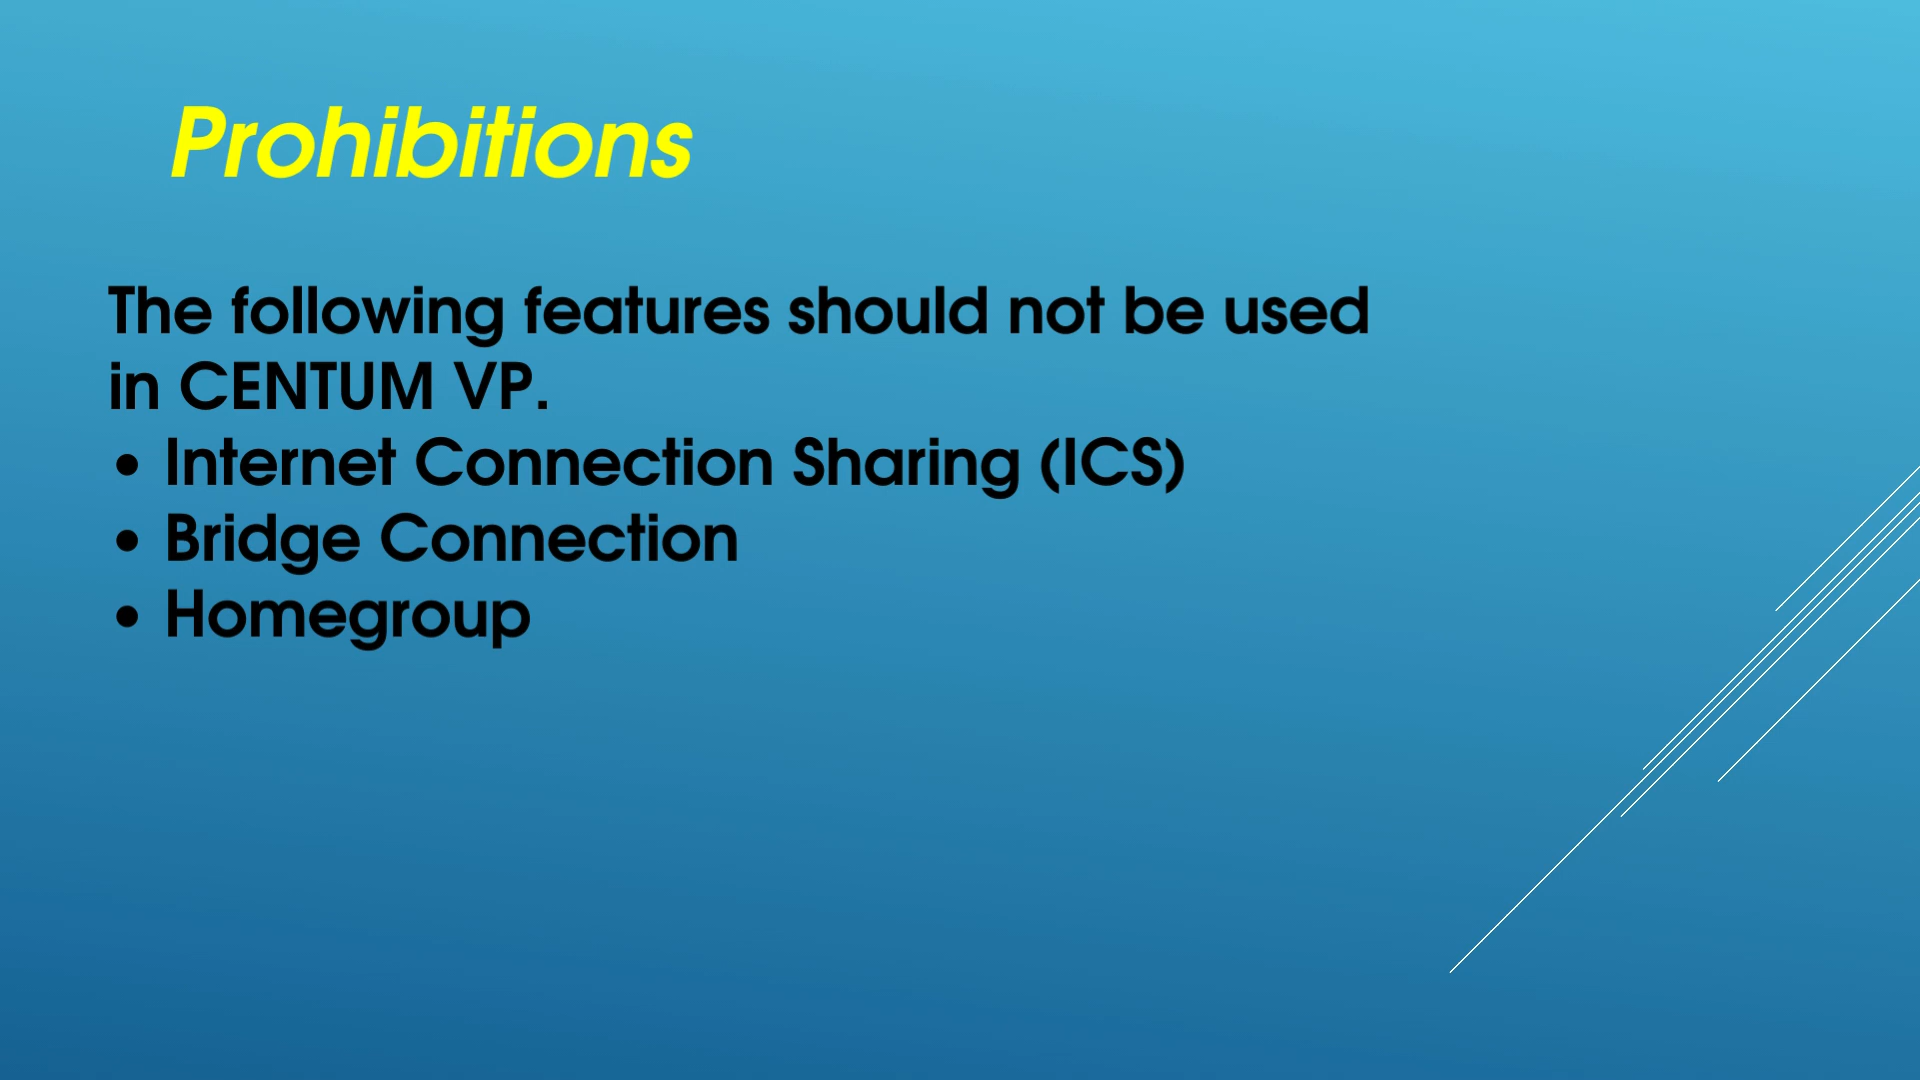 Prohibitions
The following features should not be used
in CENTUM VP.
• Internet Connection Sharing (ICS)
• Bridge Connection
• Homegroup